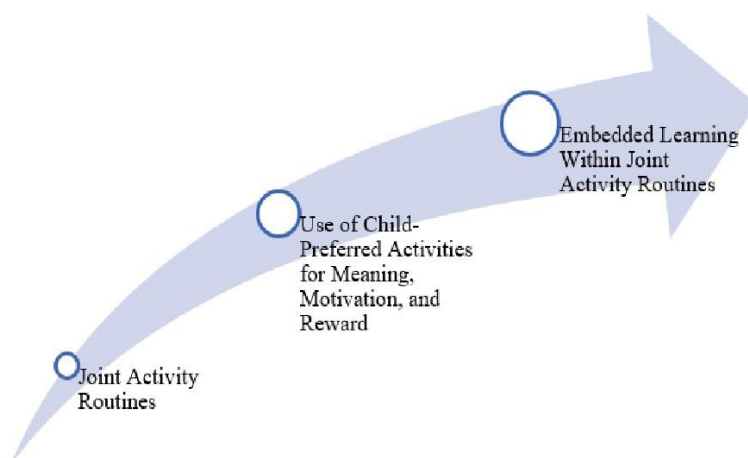 Joint Activity
Routines
Use of Child-
Preferred Activities
for Meaning,
Motivation, and
Reward
Embedded Learning
Within Joint
Activity Routines